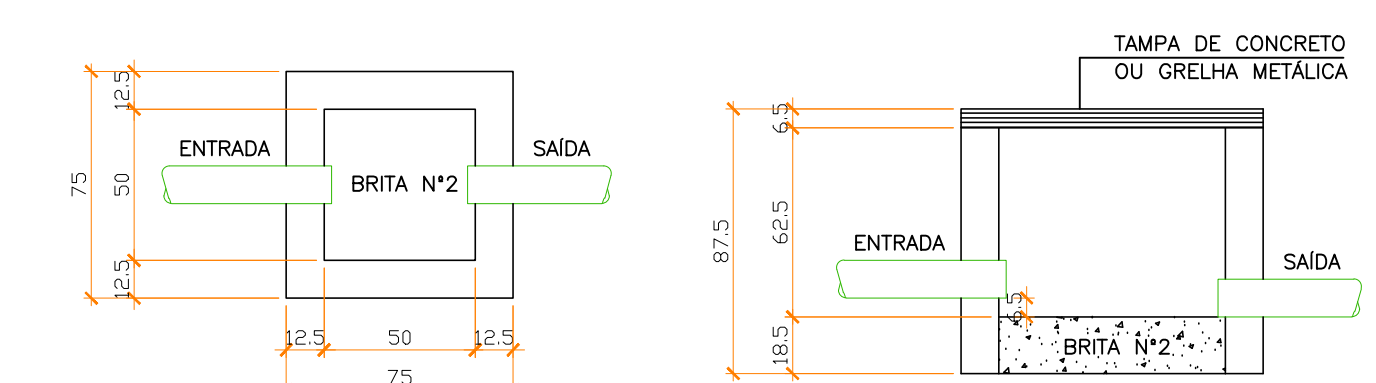 12.5
ENTRADA
SAÍDA
75
50
BRITA Nº2
12.5
12.5
50
12.5
75
TAMPA DE CONCRETO
OU GRELHA METÁLICA
6.5
62.5
87.5
ENTRADA
SAÍDA
6.5
18.5
BRITA Nº2